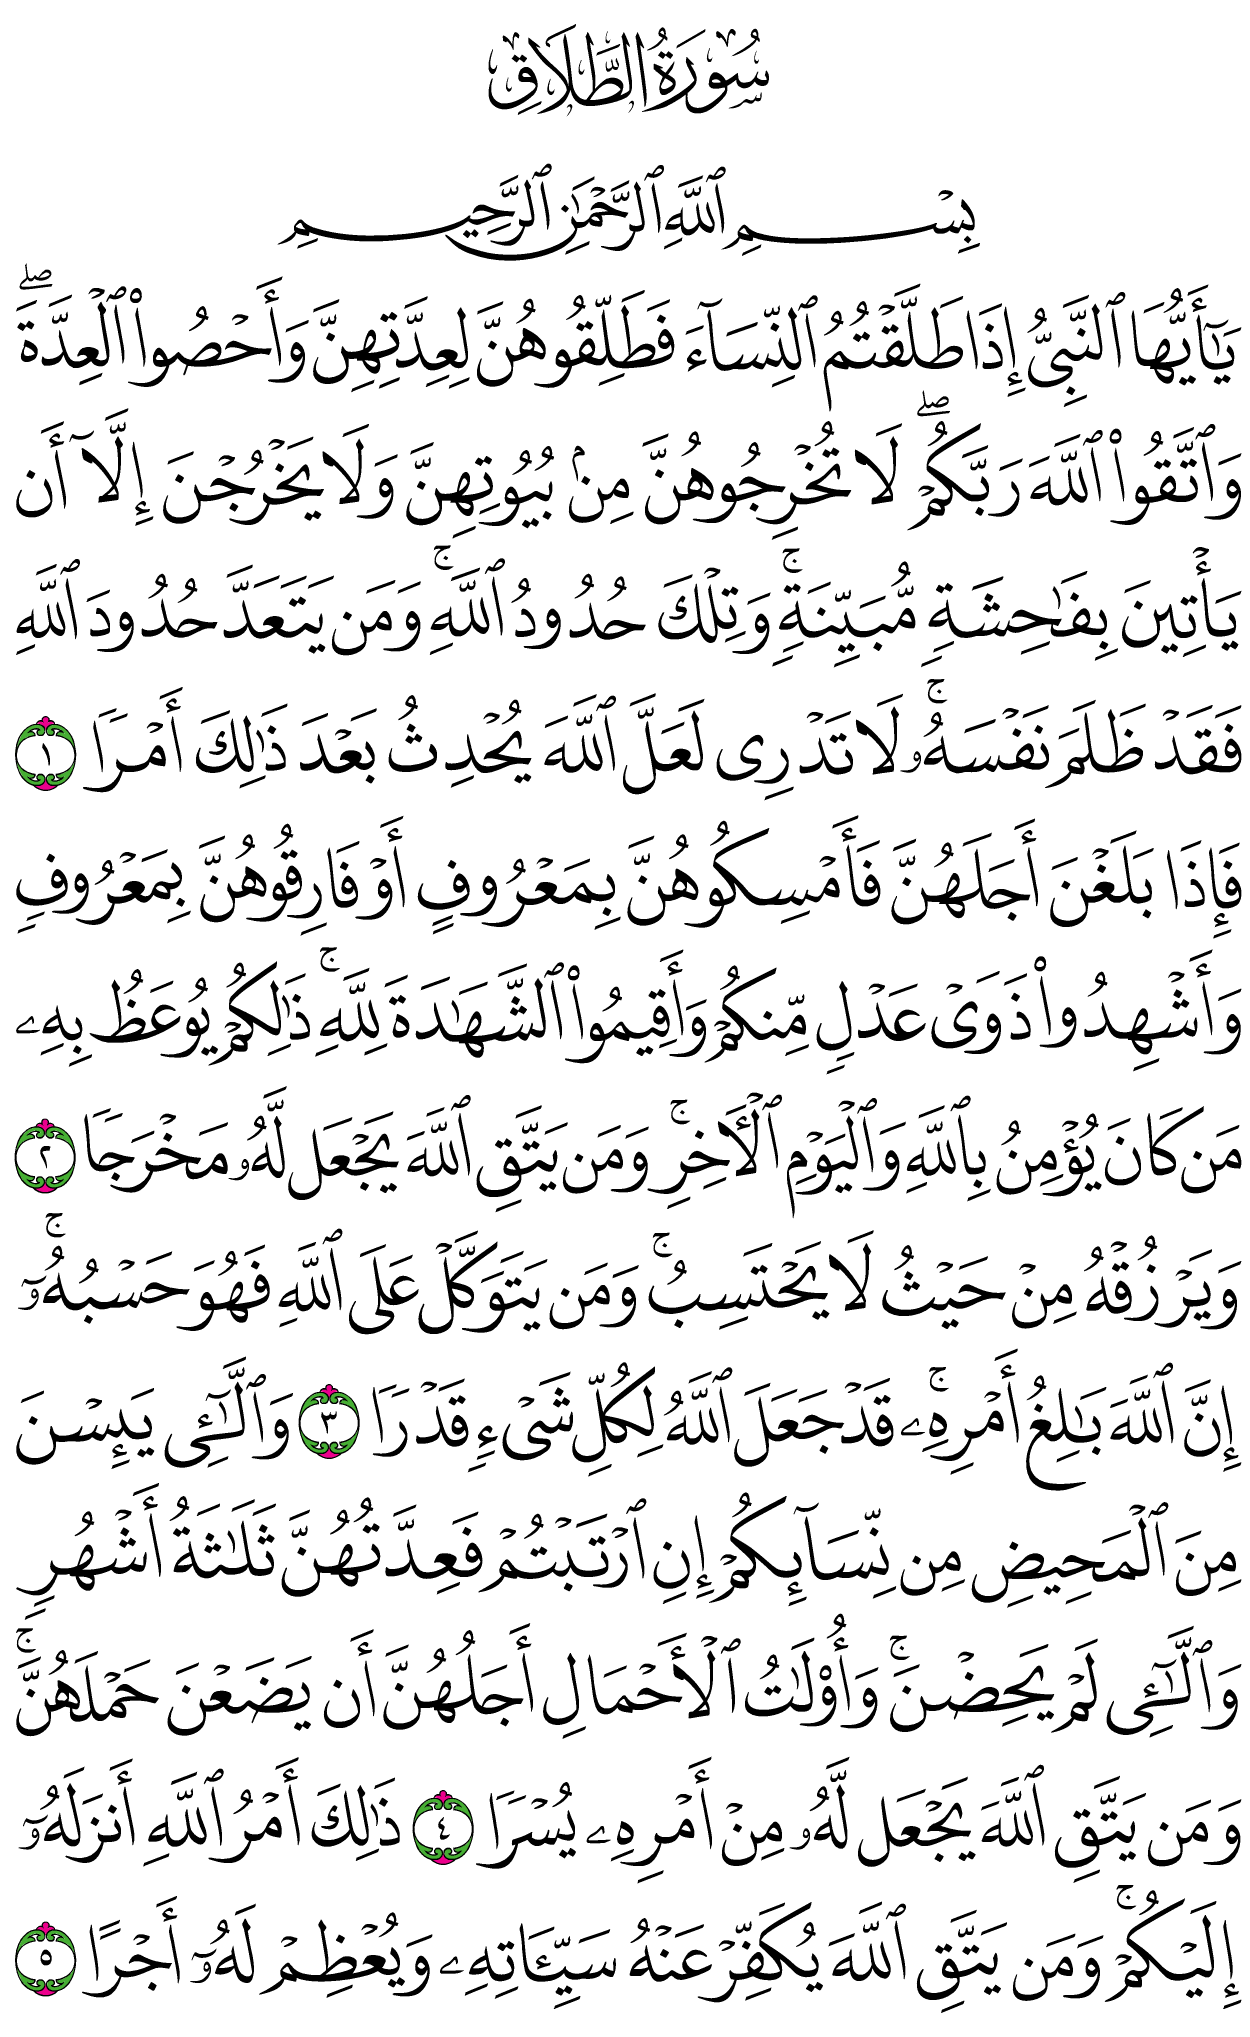 سُورَةُ الطَّلَاقِ
بِسۡمِ ٱللَّهِ ٱلرَّحۡمَٰنِ ٱلرَّحِيمِ
يَٰٓأَيُّهَا ٱلنَّبِيُّ إِذَا طَلَّقۡتُمُ ٱلنِّسَآءَ فَطَلِّقُوهُنَّ لِعِدَّتِهِنَّ وَأَحۡصُواْ ٱلۡعِدَّةَۖ
وَٱتَّقُواْ ٱللَّهَ رَبَّكُمۡۖ لَا تُخۡرِجُوهُنَّ مِنۢ بُيُوتِهِنَّ وَلَا يَخۡرُجۡنَ إِلَّآ أَن
يَأۡتِينَ بِفَٰحِشَةٖ مُّبَيِّنَةٖۚ وَتِلۡكَ حُدُودُ ٱللَّهِۚ وَمَن يَتَعَدَّ حُدُودَ ٱللَّهِ
فَقَدۡ ظَلَمَ نَفۡسَهُۥۚ لَا تَدۡرِي لَعَلَّ ٱللَّهَ يُحۡدِثُ بَعۡدَ ذَٰلِكَ أَمۡرٗا ١
فَإِذَا بَلَغۡنَ أَجَلَهُنَّ فَأَمۡسِكُوهُنَّ بِمَعۡرُوفٍ أَوۡ فَارِقُوهُنَّ بِمَعۡرُوفٖ
وَأَشۡهِدُواْ ذَوَيۡ عَدۡلٖ مِّنكُمۡ وَأَقِيمُواْ ٱلشَّهَٰدَةَ لِلَّهِۚ ذَٰلِكُمۡ يُوعَظُ بِهِۦ
مَن كَانَ يُؤۡمِنُ بِٱللَّهِ وَٱلۡيَوۡمِ ٱلۡأٓخِرِۚ وَمَن يَتَّقِ ٱللَّهَ يَجۡعَل لَّهُۥ مَخۡرَجٗا ٢
وَيَرۡزُقۡهُ مِنۡ حَيۡثُ لَا يَحۡتَسِبُۚ وَمَن يَتَوَكَّلۡ عَلَى ٱللَّهِ فَهُوَ حَسۡبُهُۥٓۚ
إِنَّ ٱللَّهَ بَٰلِغُ أَمۡرِهِۦۚ قَدۡ جَعَلَ ٱللَّهُ لِكُلِّ شَيۡءٖ قَدۡرٗا ٣ وَٱلَّٰٓـِٔي يَئِسۡنَ
مِنَ ٱلۡمَحِيضِ مِن نِّسَآئِكُمۡ إِنِ ٱرۡتَبۡتُمۡ فَعِدَّتُهُنَّ ثَلَٰثَةُ أَشۡهُرٖ
وَٱلَّٰٓـِٔي لَمۡ يَحِضۡنَۚ وَأُوْلَٰتُ ٱلۡأَحۡمَالِ أَجَلُهُنَّ أَن يَضَعۡنَ حَمۡلَهُنَّۚ
وَمَن يَتَّقِ ٱللَّهَ يَجۡعَل لَّهُۥ مِنۡ أَمۡرِهِۦ يُسۡرٗا ٤ ذَٰلِكَ أَمۡرُ ٱللَّهِ أَنزَلَهُۥٓ
إِلَيۡكُمۡۚ وَمَن يَتَّقِ ٱللَّهَ يُكَفِّرۡ عَنۡهُ سَيِّـَٔاتِهِۦ وَيُعۡظِمۡ لَهُۥٓ أَجۡرًا ٥